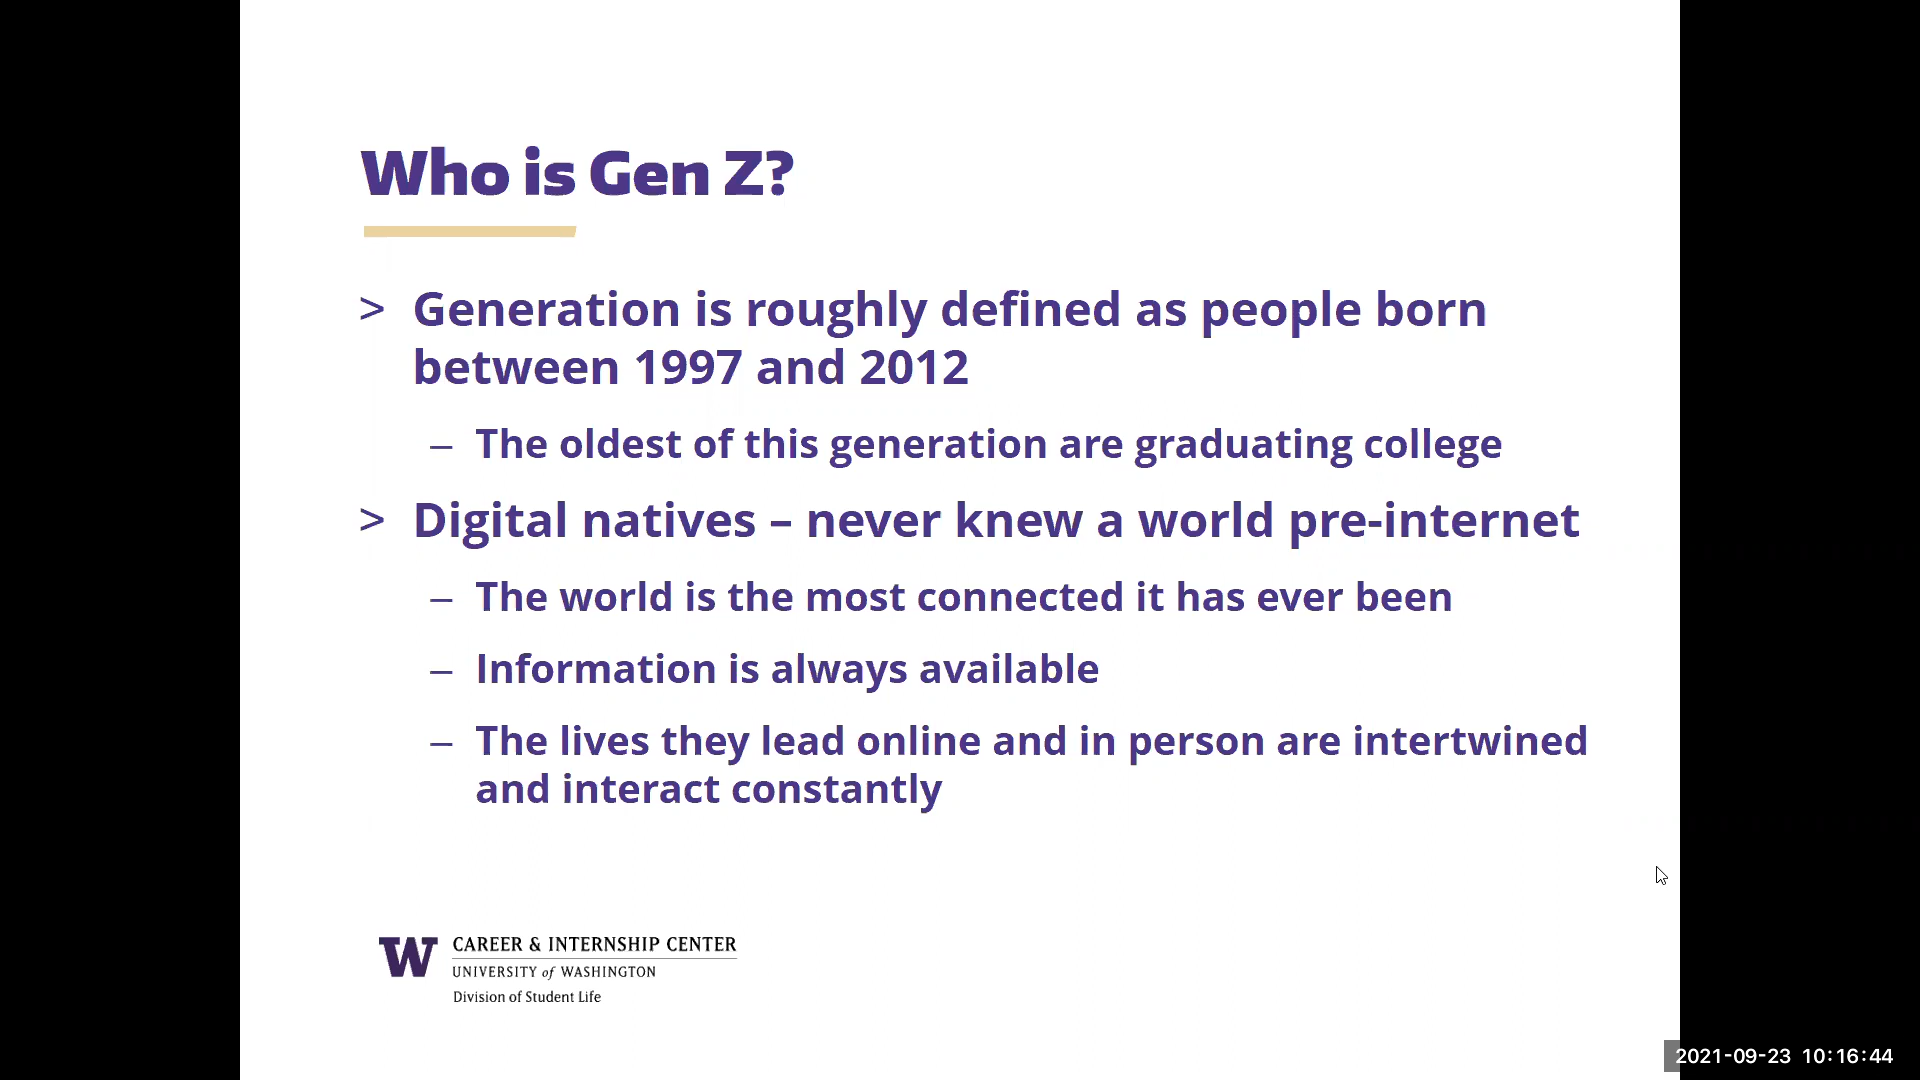 Who is Gen Z?
> Generation is roughly defined as people born
between 1997 and 2012
– The oldest of this generation are graduating college
> Digital natives – never knew a world pre-internet
– The world is the most connected it has ever been
– Information is always available
– The lives they lead online and in person are intertwined
and interact constantly
W CAREER & INTERNSHIP CENTER
UNIVERSITY of WASHINGTON
Division of Student Life
2021-09-23 10:16:44